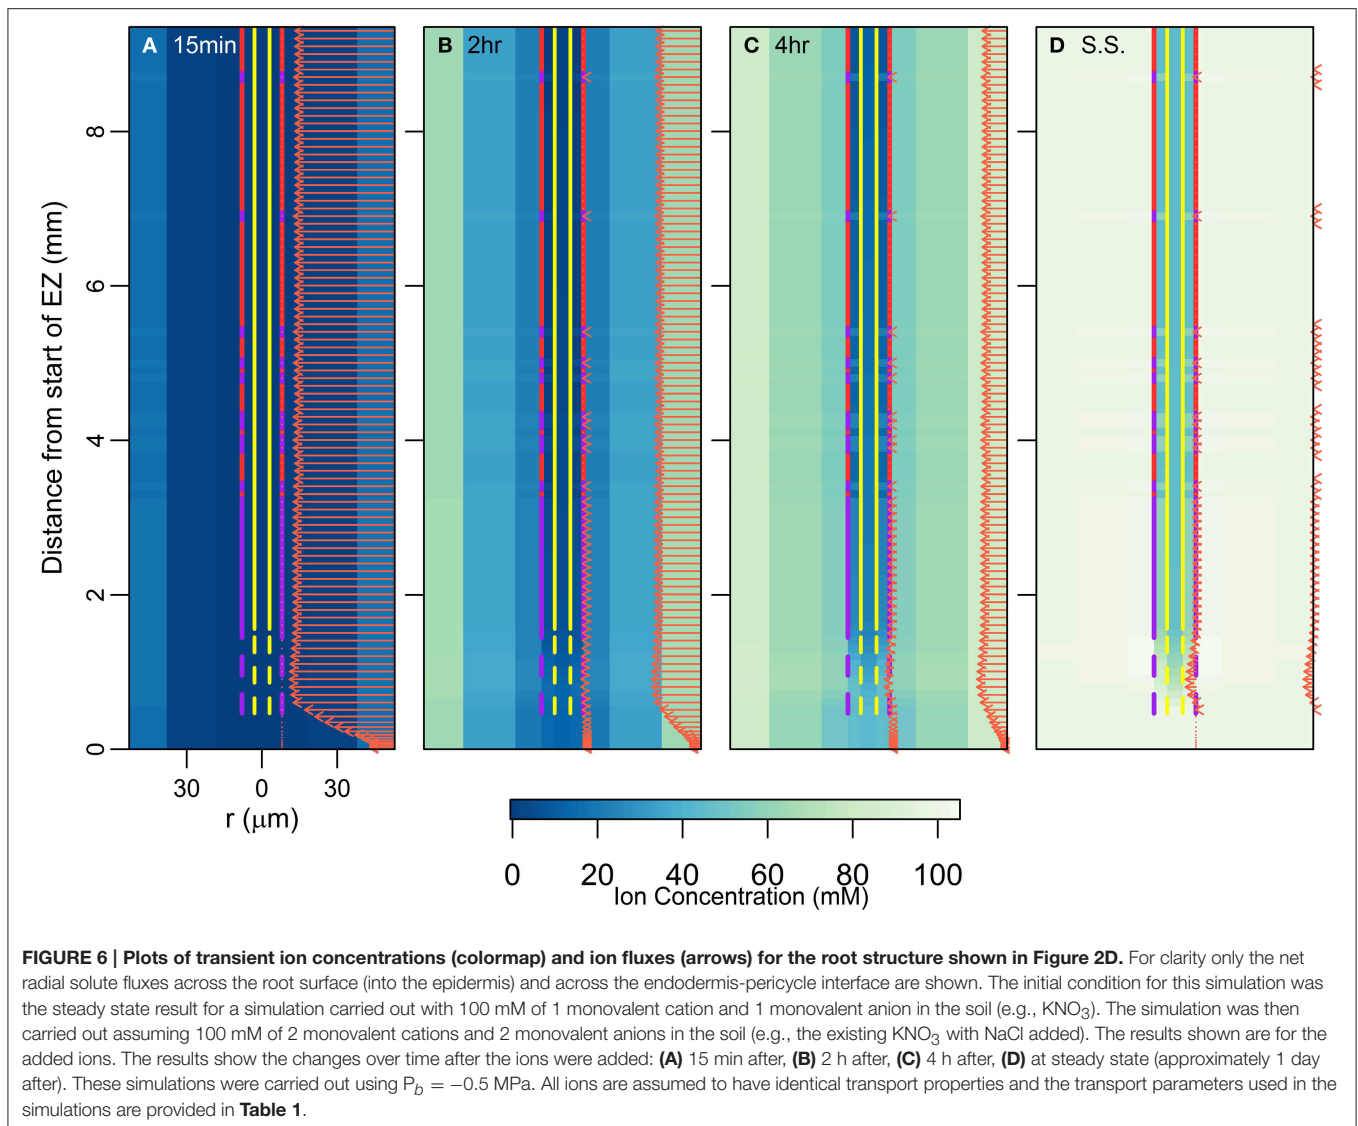 A 15min
B 2hr
C 4hr
D S.S.
Distance from start of EZ (mm)
8
6
4
2
0
30 0 30
r (μm)
0 20 40 60 80 100
Ion Concentration (mM)
FIGURE 6 | Plots of transient ion concentrations (colormap) and ion fluxes (arrows) for the root structure shown in Figure 2D. For clarity only the net
radial solute fluxes across the root surface (into the epidermis) and across the endodermis-pericycle interface are shown. The initial condition for this simulation was
the steady state result for a simulation carried out with 100 mM of 1 monovalent cation and 1 monovalent anion in the soil (e.g., KNO₃). The simulation was then
carried out assuming 100 mM of 2 monovalent cations and 2 monovalent anions in the soil (e.g., the existing KNO₃ with NaCl added). The results shown are for the
added ions. The results show the changes over time after the ions were added: (A) 15 min after, (B) 2 h after, (C) 4 h after, (D) at steady state (approximately 1 day
after). These simulations were carried out using P_b = −0.5 MPa. All ions are assumed to have identical transport properties and the transport parameters used in the
simulations are provided in Table 1.